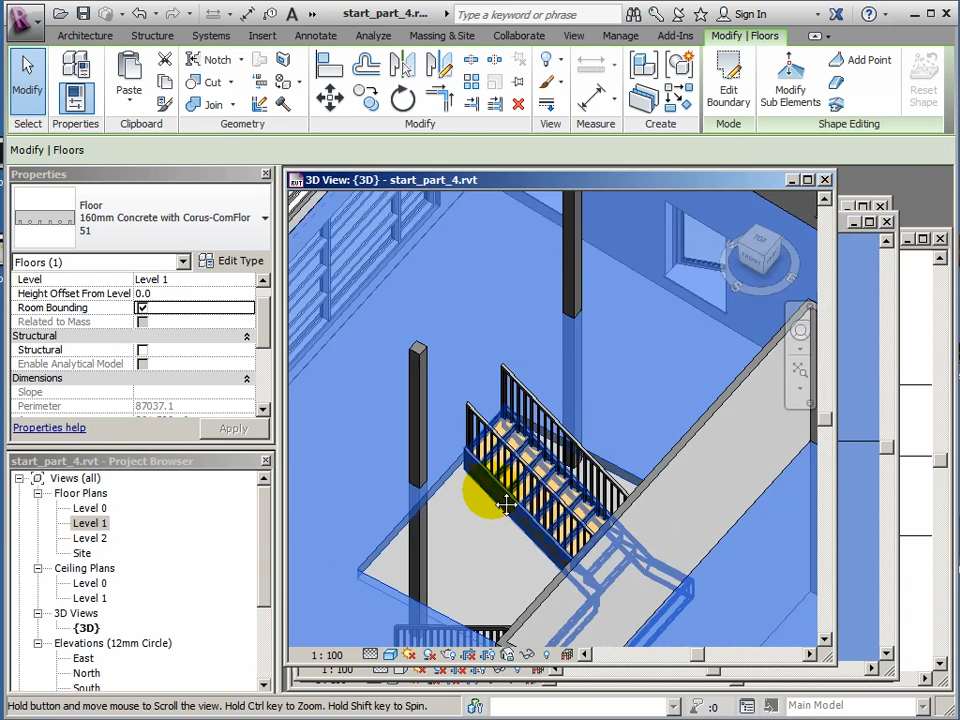 start_part_4.r...
Type a keyword or phrase
Sign In
Architecture
Structure
Systems
Insert
Annotate
Analyze
Massing & Site
Collaborate
View
Manage
Add-Ins
Modify | Floors
Modify
Select
Properties
Paste
Clipboard
Notch
Cut
Join
Geometry
Modify
View
Measure
Create
Edit Boundary
Mode
Modify Sub Elements
Add Point
Shape Editing
Reset Shape
Modify | Floors
Properties
Floor
160mm Concrete with Corus-ComFlor 51
Floors (1)
Edit Type
Level Level 1
Height Offset From Level 0.0
Room Bounding
Related to Mass
Structural
Structural
Enable Analytical Model
Dimensions
Slope
Perimeter 87037.1
Properties help
Apply
start_part_4.rvt - Project Browser
Views (all)
Floor Plans
Level 0
Level 1
Level 2
Site
Ceiling Plans
Level 0
Level 1
3D Views
{3D}
Elevations (12mm Circle)
East
North
South
3D View: {3D} - start_part_4.rvt
TOP
FRONT
W
S
E
1 : 100
1 : 100
Hold button and move mouse to Scroll the view. Hold Ctrl key to Zoom. Hold Shift key to Spin.
:0
Main Model